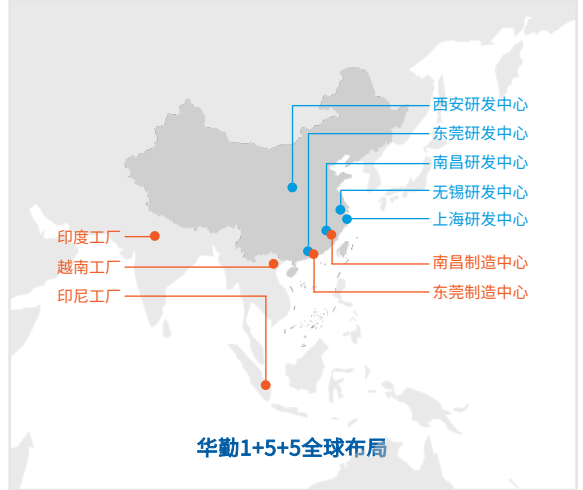 西安研发中心
东莞研发中心
南昌研发中心
无锡研发中心
上海研发中心
印度工厂
越南工厂
印尼工厂
南昌制造中心
东莞制造中心
华勤1+5+5全球布局